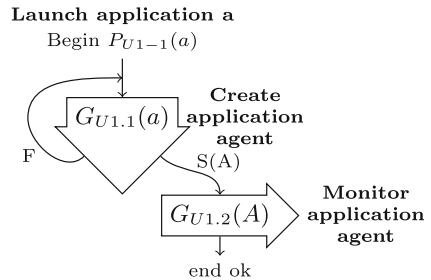 Launch application a
Begin P_{U1−1}(a)
G_{U1.1}(a)
Create
application
agent
F
S(A)
G_{U1.2}(A)
Monitor
application
agent
end ok